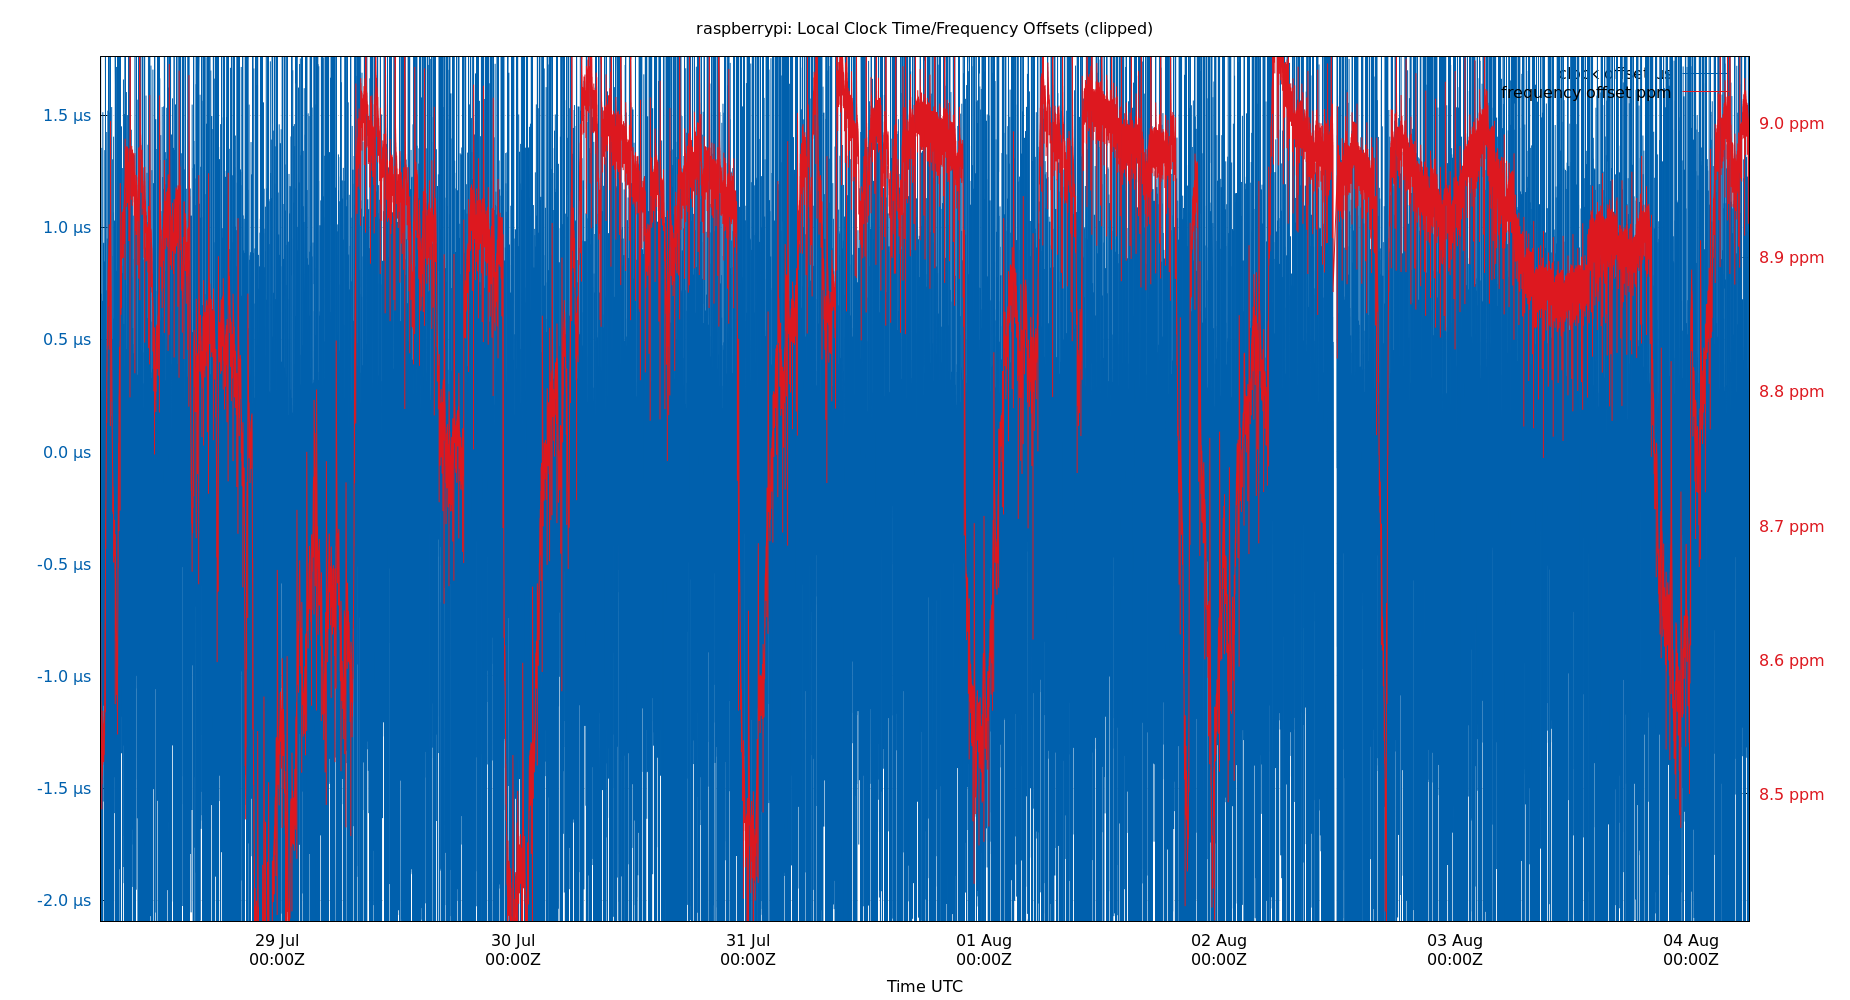 raspberrypi: Local Clock Time/Frequency Offsets (clipped)
clock offset us
frequency offset ppm
1.5 µs
1.0 µs
0.5 µs
0.0 µs
-0.5 µs
-1.0 µs
-1.5 µs
-2.0 µs
9.0 ppm
8.9 ppm
8.8 ppm
8.7 ppm
8.6 ppm
8.5 ppm
29 Jul
00:00Z
30 Jul
00:00Z
31 Jul
00:00Z
01 Aug
00:00Z
02 Aug
00:00Z
03 Aug
00:00Z
04 Aug
00:00Z
Time UTC